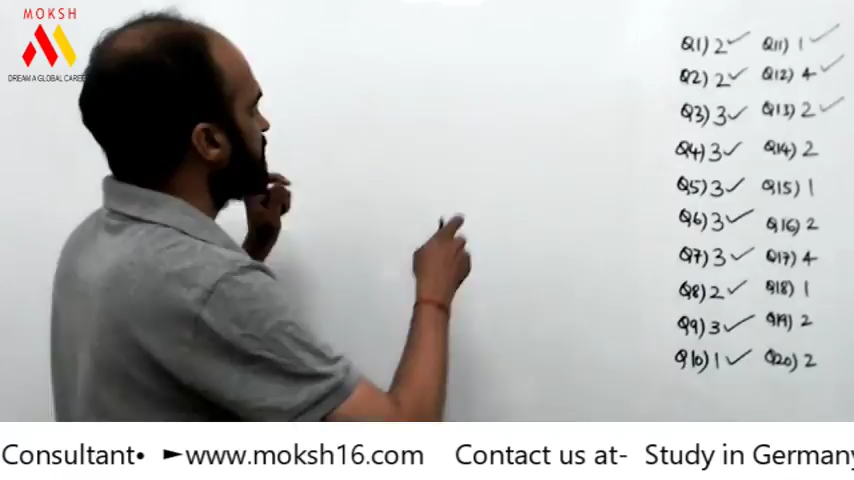 MOKSH
DREAM A GLOBAL CAREE
Q1) 2 ✓ Q11) 1 ✓
Q2) 2 ✓ Q12) 4 ✓
Q3) 3 ✓ Q13) 2 ✓
Q4) 3 ✓ Q14) 2
Q5) 3 ✓ Q15) 1
Q6) 3 ✓ Q16) 2
Q7) 3 ✓ Q17) 4
Q8) 2 ✓ Q18) 1
Q9) 3 ✓ Q19) 2
Q10) 1 ✓ Q20) 2
Consultant• ►www.moksh16.com Contact us at- Study in Germany